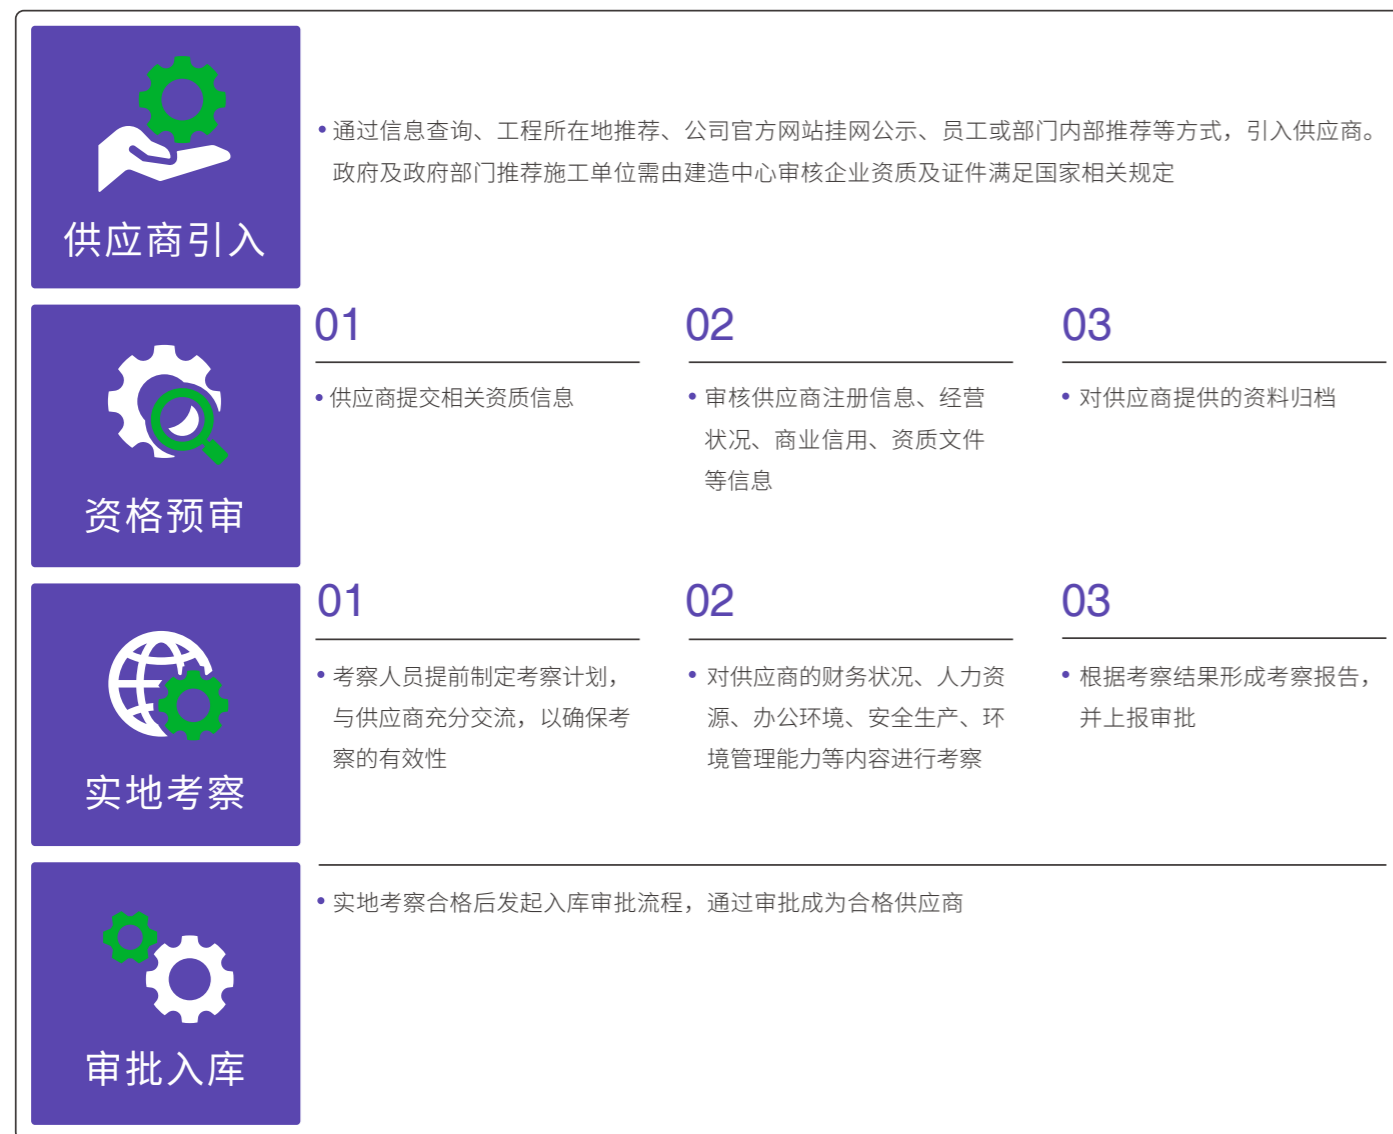 供应商引入
•通过信息查询、工程所在地推荐、公司官方网站挂网公示、员工或部门内部推荐等方式，引入供应商。
政府及政府部门推荐施工单位需由建造中心审核企业资质及证件满足国家相关规定
资格预审
01
•供应商提交相关资质信息
02
•审核供应商注册信息、经营
状况、商业信用、资质文件
等信息
03
•对供应商提供的资料归档
实地考察
01
•考察人员提前制定考察计划，
与供应商充分交流，以确保考
察的有效性
02
•对供应商的财务状况、人力资
源、办公环境、安全生产、环
境管理能力等内容进行考察
03
•根据考察结果形成考察报告，
并上报审批
审批入库
•实地考察合格后发起入库审批流程，通过审批成为合格供应商